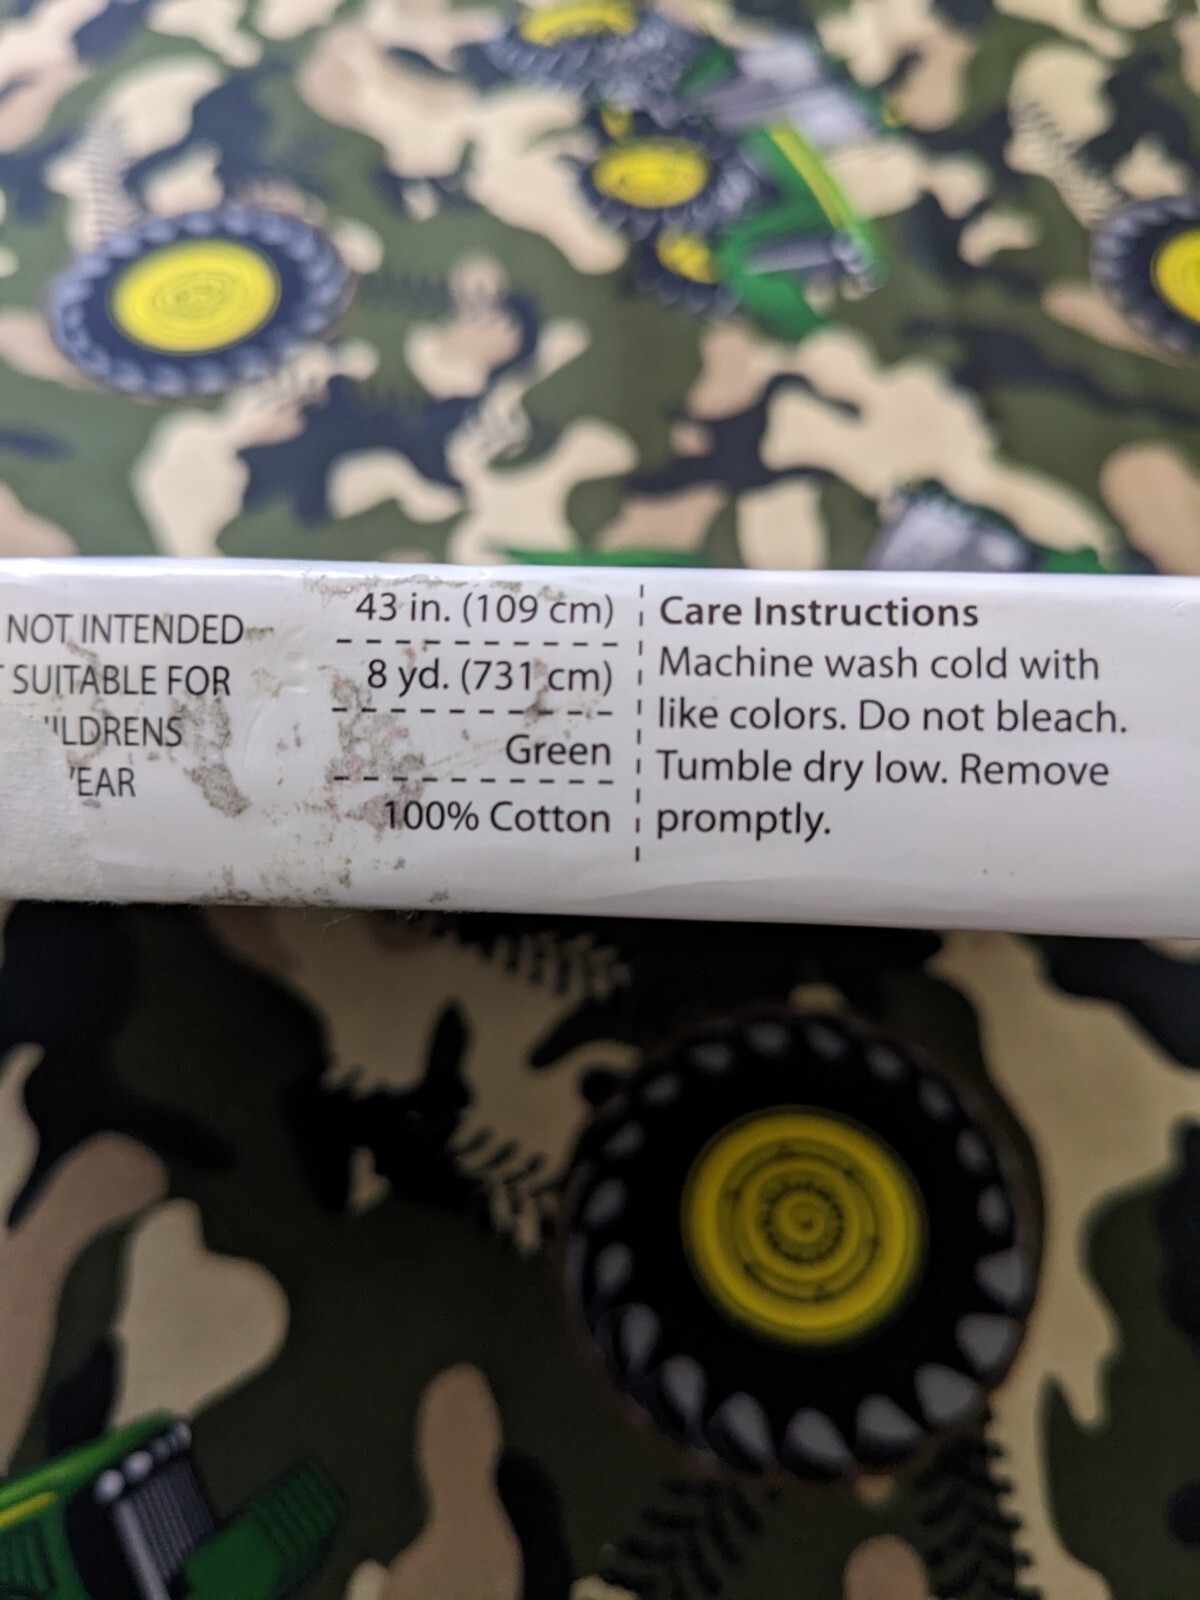 NOT INTENDED
SUITABLE FOR
43 in. (109 cm)
8 yd. (731 cm)
Green
100% Cotton
Care Instructions
Machine wash cold with
like colors. Do not bleach.
Tumble dry low. Remove
promptly.